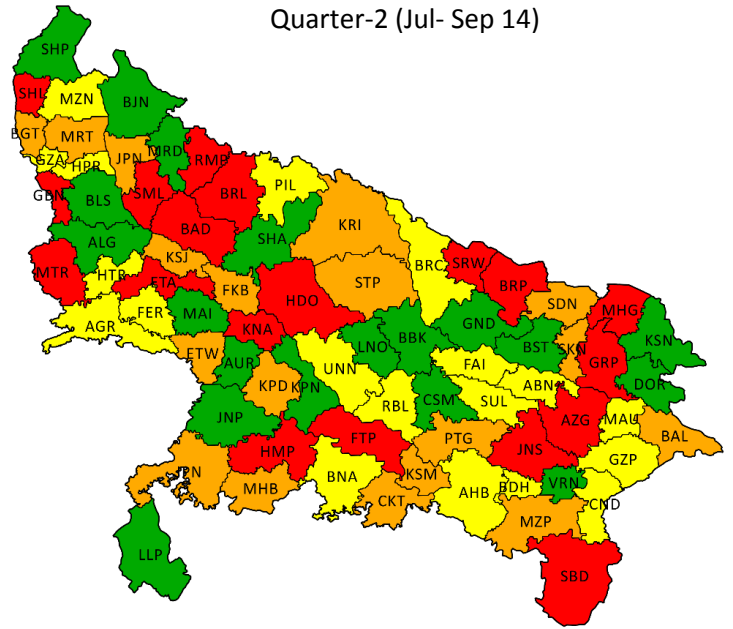 Quarter-2 (Jul- Sep 14)
SHP
SHL
MZN
BJN
BGT
MRT
JPN
MRD
RMP
GZA
HPR
SML
BRL
PIL
GBN
BLS
BAD
KRI
ALG
SHA
MTR
HTR
KSJ
ETA
FKB
HDO
STP
BRC
SRW
BRP
SDN
MHG
KSN
AGR
FER
MAI
KNA
LNO
BBK
GND
BST
SKN
GRP
DOR
ETW
AUR
KPD
KPN
UNN
FAI
ABN
RBL
CSM
SUL
AZG
MAU
BAL
JNP
HMP
FTP
PTG
JNS
GZP
JPN
MHB
BNA
KSM
CKT
AHB
BDH
VRN
CND
MZP
LLP
SBD